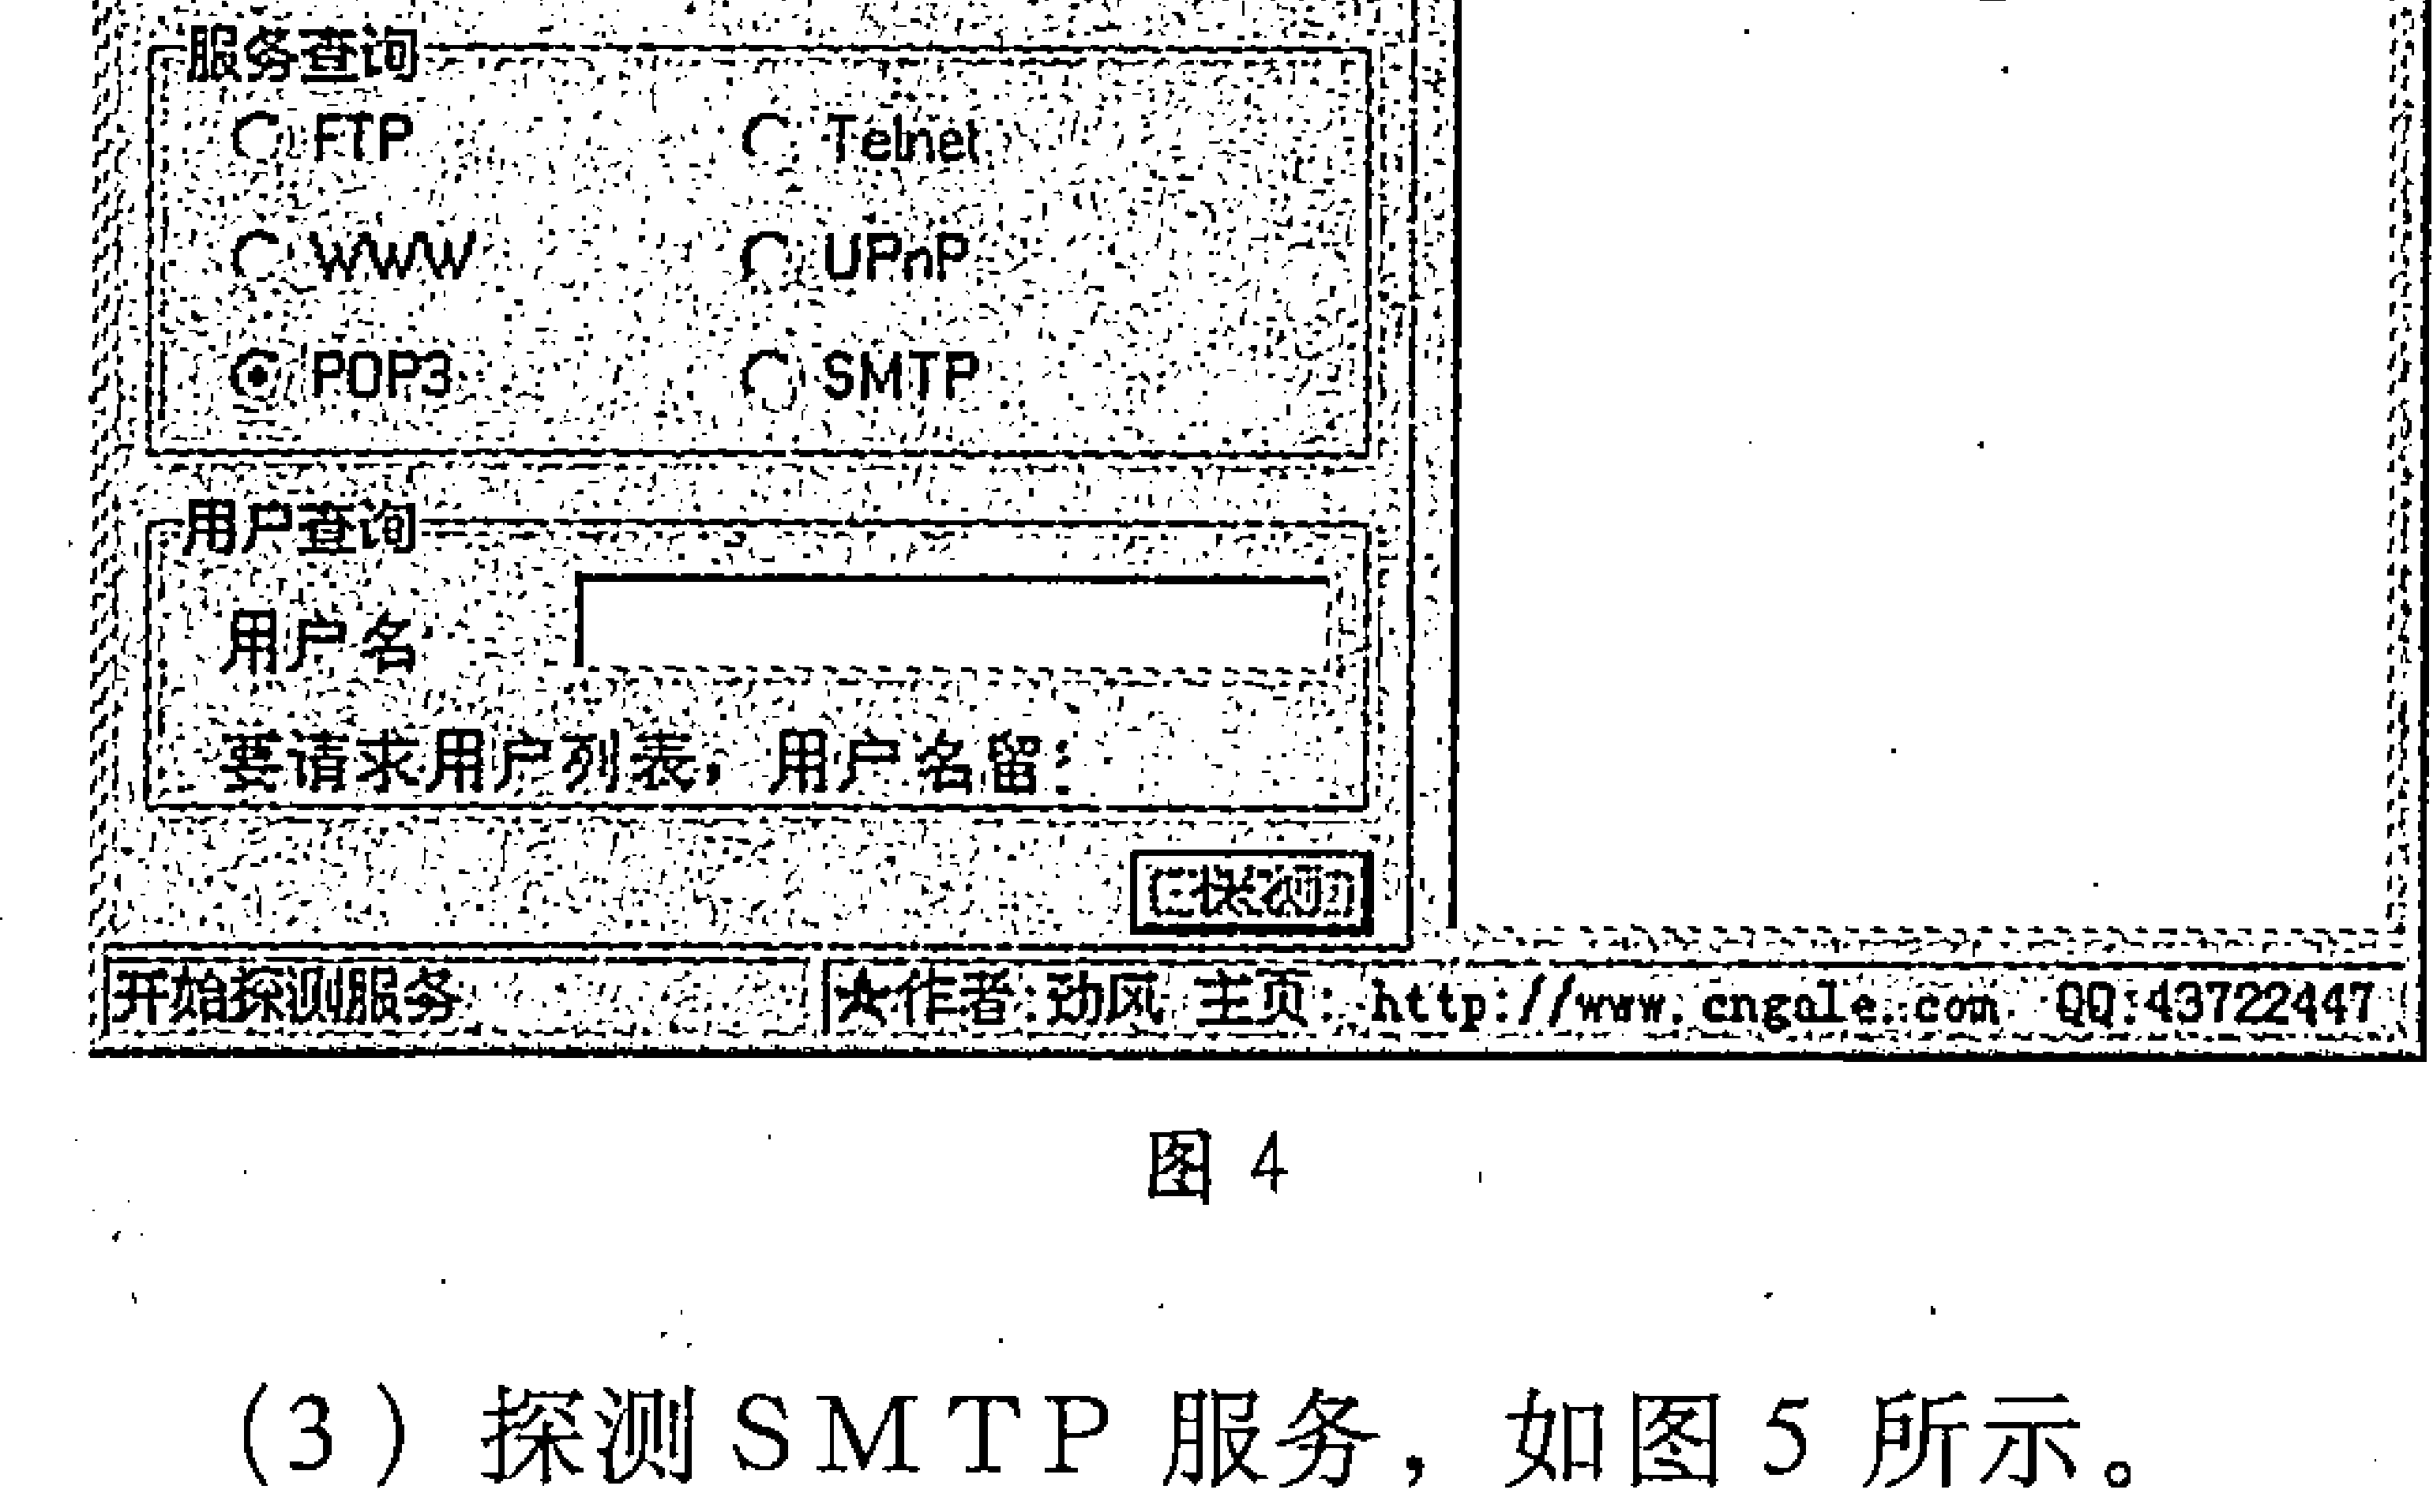 服务查询
FTP Telnet
WWW UPnP
POP3 SMTP
用户查询
用户名
要请求用户列表，用户名留:
探测
开始探测服务 ★作者:劲风 主页: http://www.cngale.com QQ:43722447
图 4
(3) 探测SMTP 服务，如图 5 所示。